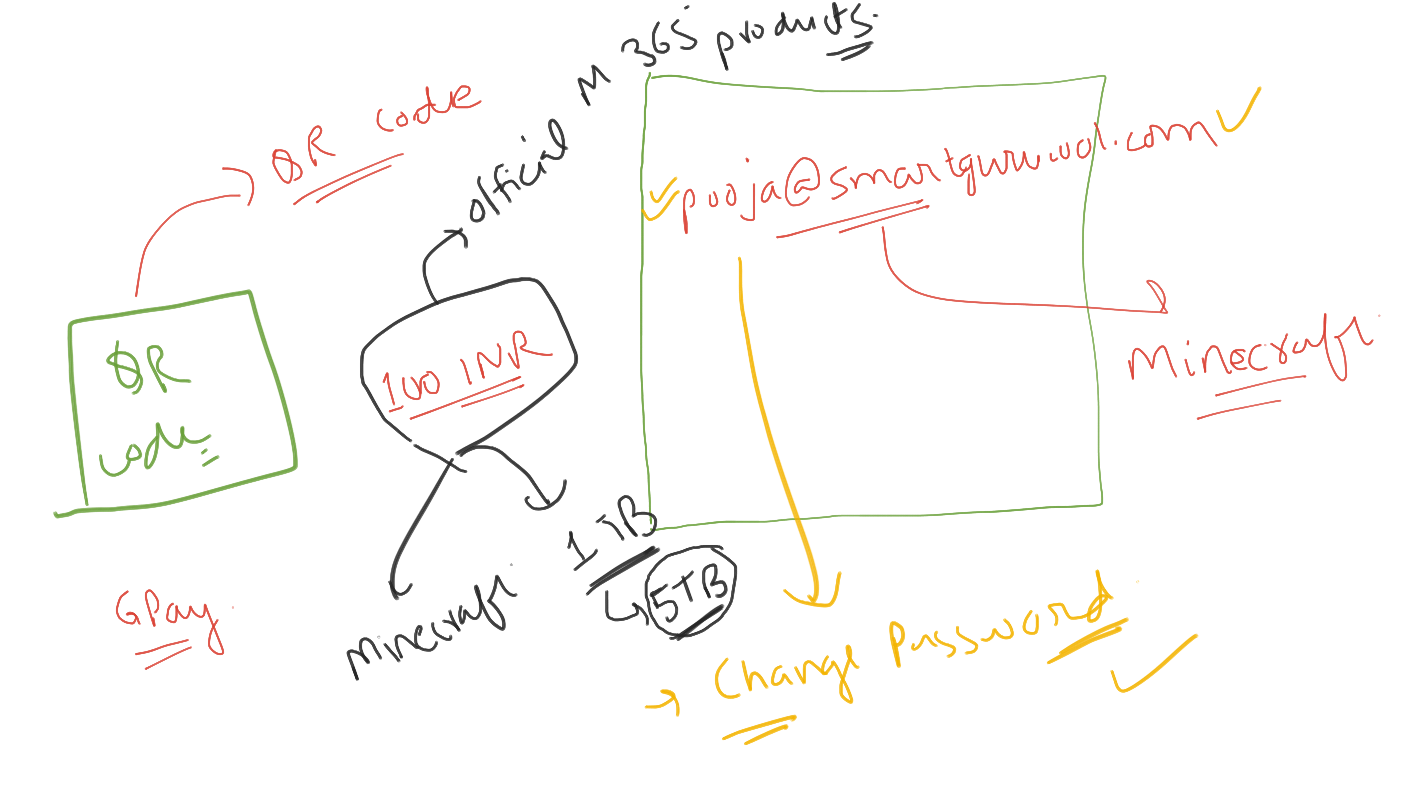 QR code
official M 365 products.
pooja@smartguruvol.com
QR
code
100 INR
Minecraft
1 TB
5TB
Minecraft
GPay
Change Password